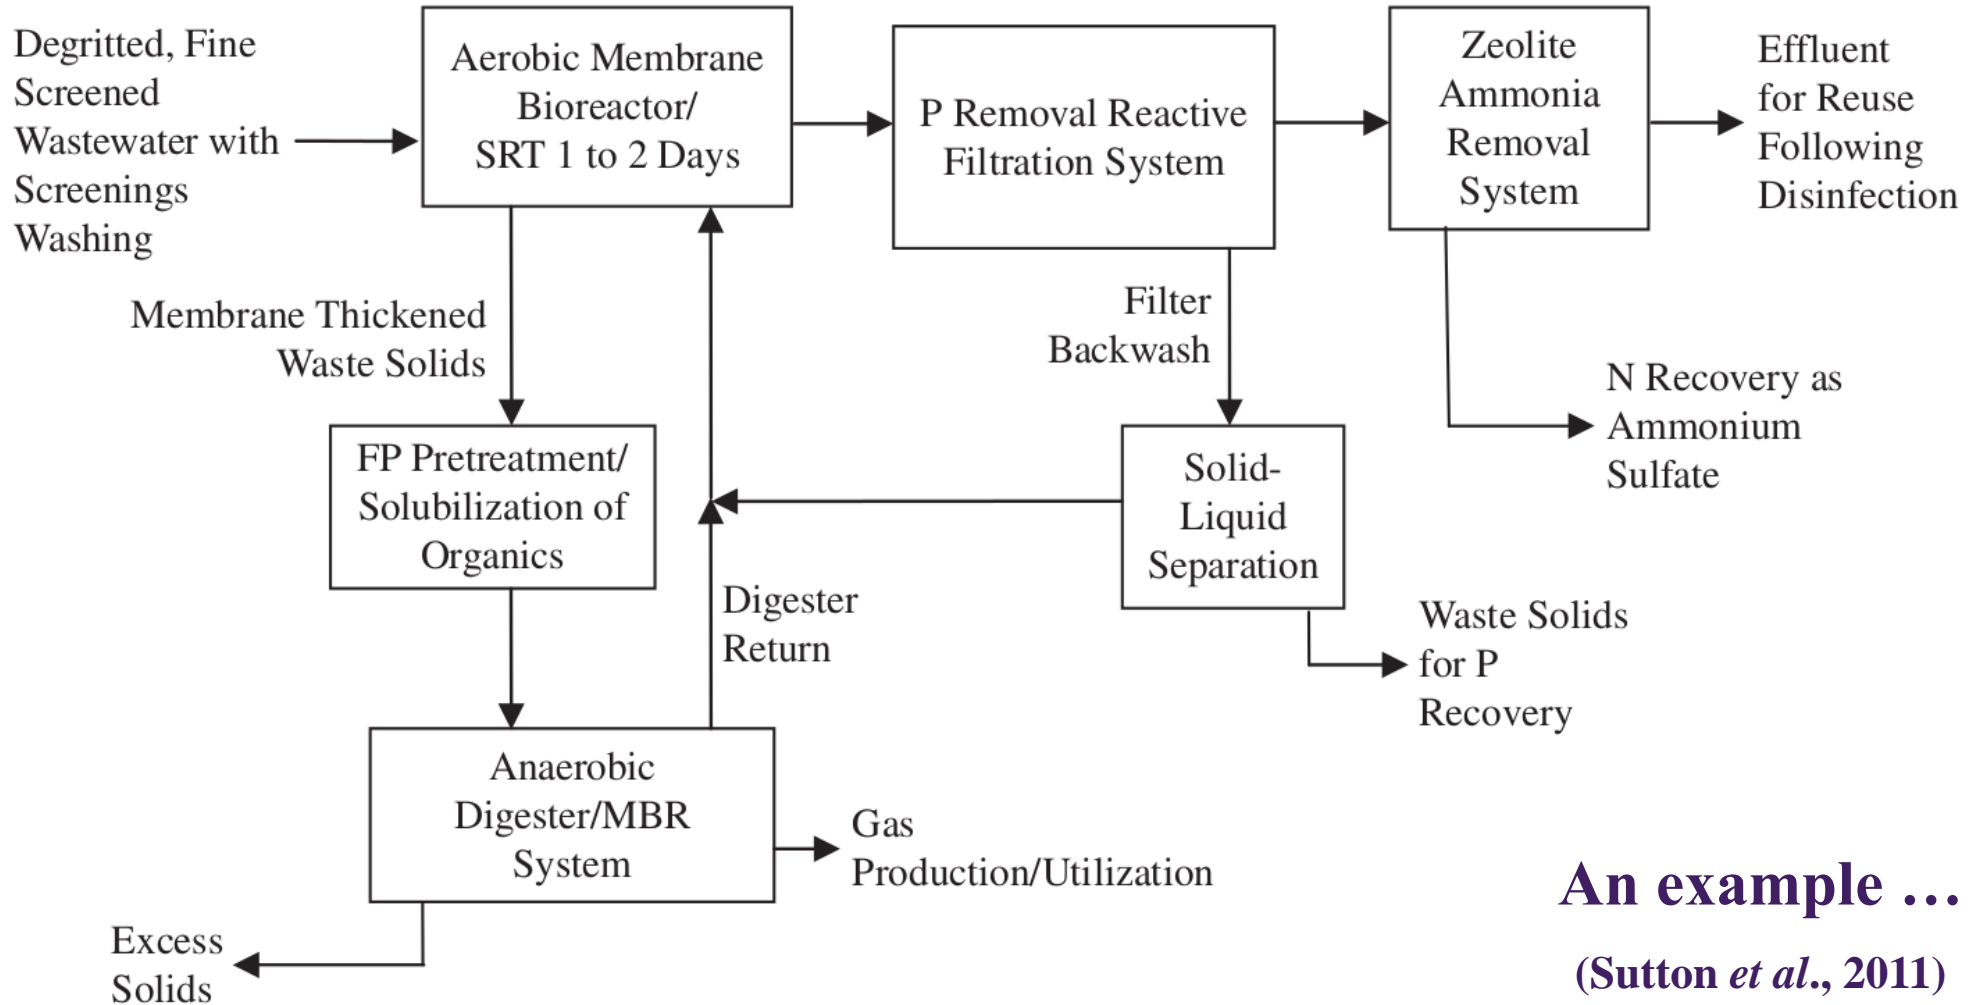 Degritted, Fine
Screened
Wastewater with
Screenings
Washing
Aerobic Membrane
Bioreactor/
SRT 1 to 2 Days
P Removal Reactive
Filtration System
Zeolite
Ammonia
Removal
System
Effluent
for Reuse
Following
Disinfection
Membrane Thickened
Waste Solids
Filter
Backwash
N Recovery as
Ammonium
Sulfate
FP Pretreatment/
Solubilization of
Organics
Solid-
Liquid
Separation
Digester
Return
Waste Solids
for P
Recovery
Anaerobic
Digester/MBR
System
Gas
Production/Utilization
Excess
Solids
An example …
(Sutton et al., 2011)